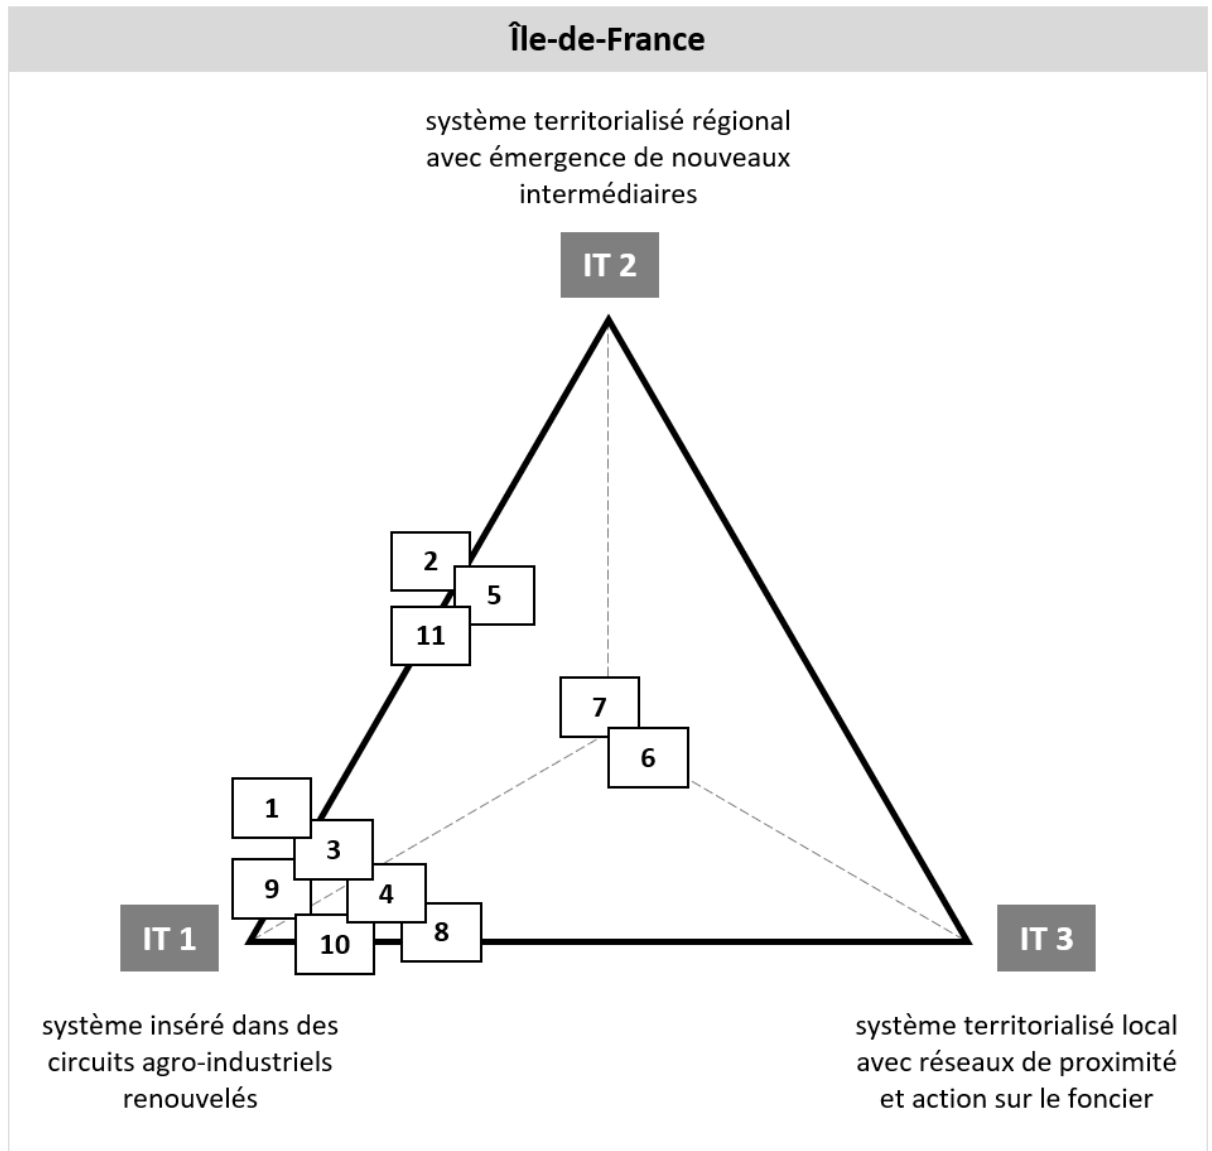 Île-de-France
système territorialisé régional
avec émergence de nouveaux
intermédiaires
IT 2
2
5
11
7
6
1
3
9
4
8
10
IT 1
IT 3
système inséré dans des
circuits agro-industriels
renouvelés
système territorialisé local
avec réseaux de proximité
et action sur le foncier